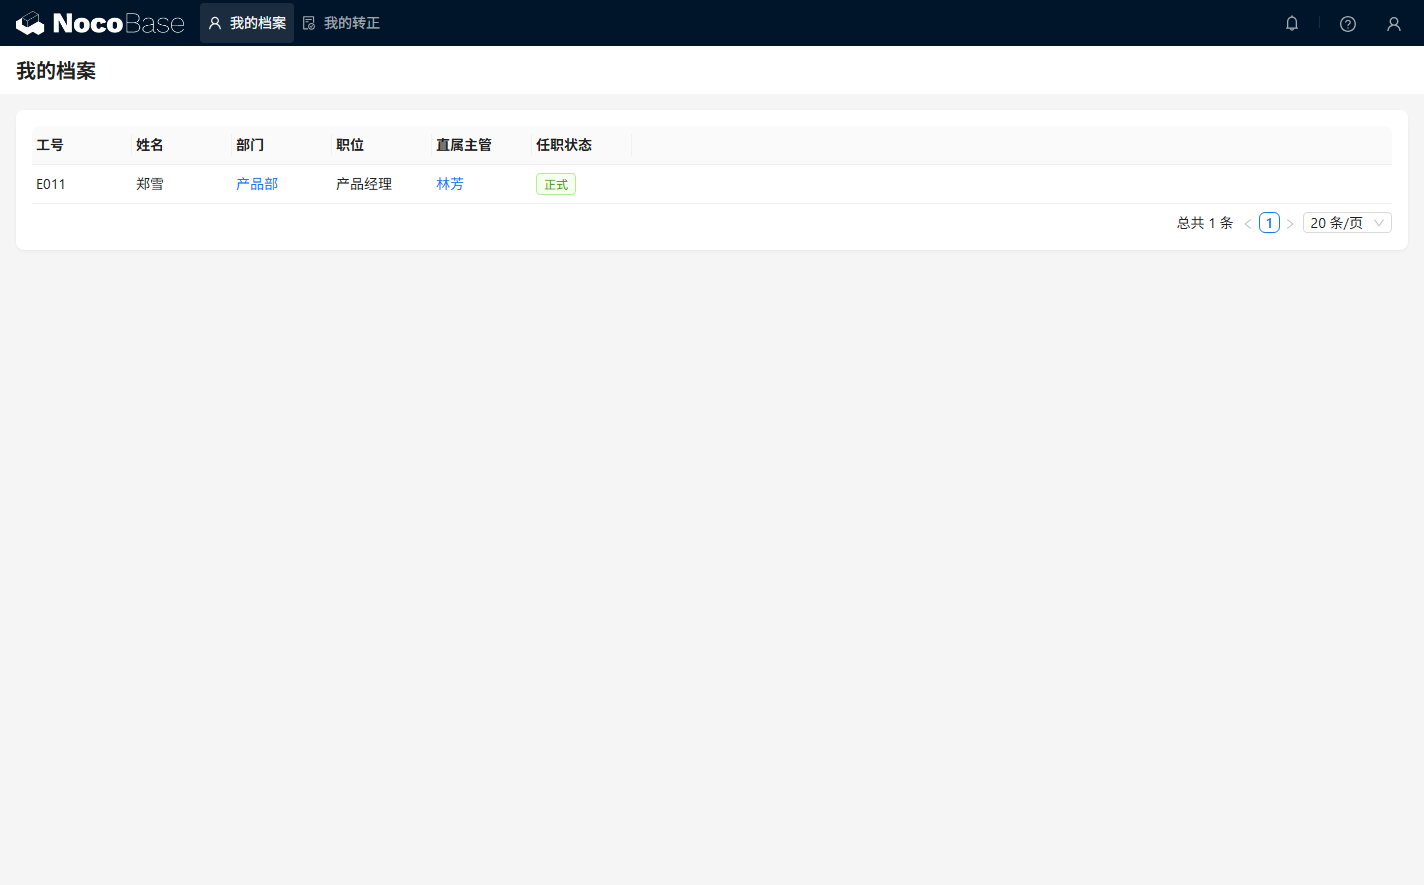 NocoBase 我的档案 我的转正
我的档案
工号 姓名 部门 职位 直属主管 任职状态
E011 郑雪 产品部 产品经理 林芳 正式
总共 1 条 < 1 > 20 条/页